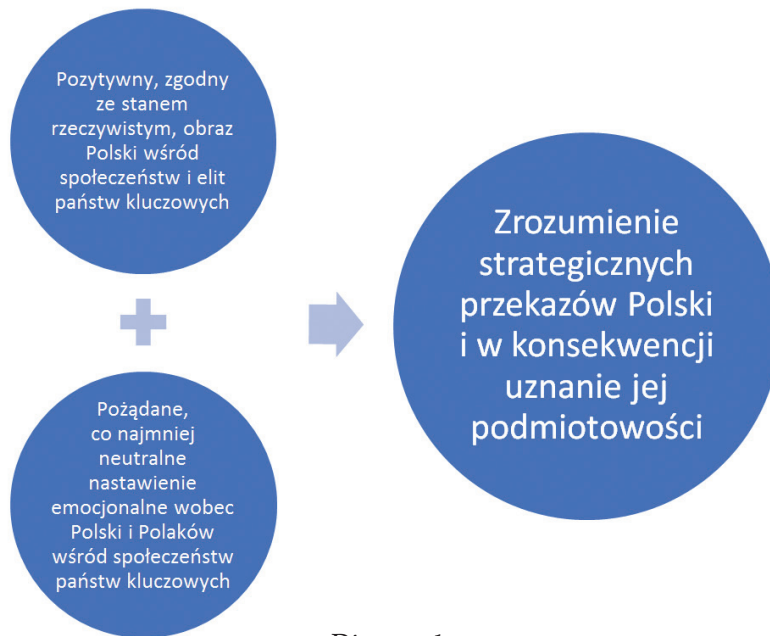 Pozytywny, zgodny
ze stanem
rzeczywistym, obraz
Polski wśród
społeczeństw i elit
państw kluczowych
Pożądane,
co najmniej
neutralne
nastawienie
emocjonalne wobec
Polski i Polaków
wśród społeczeństw
państw kluczowych
Zrozumienie
strategicznych
przekazów Polski
i w konsekwencji
uznanie jej
podmiotowości